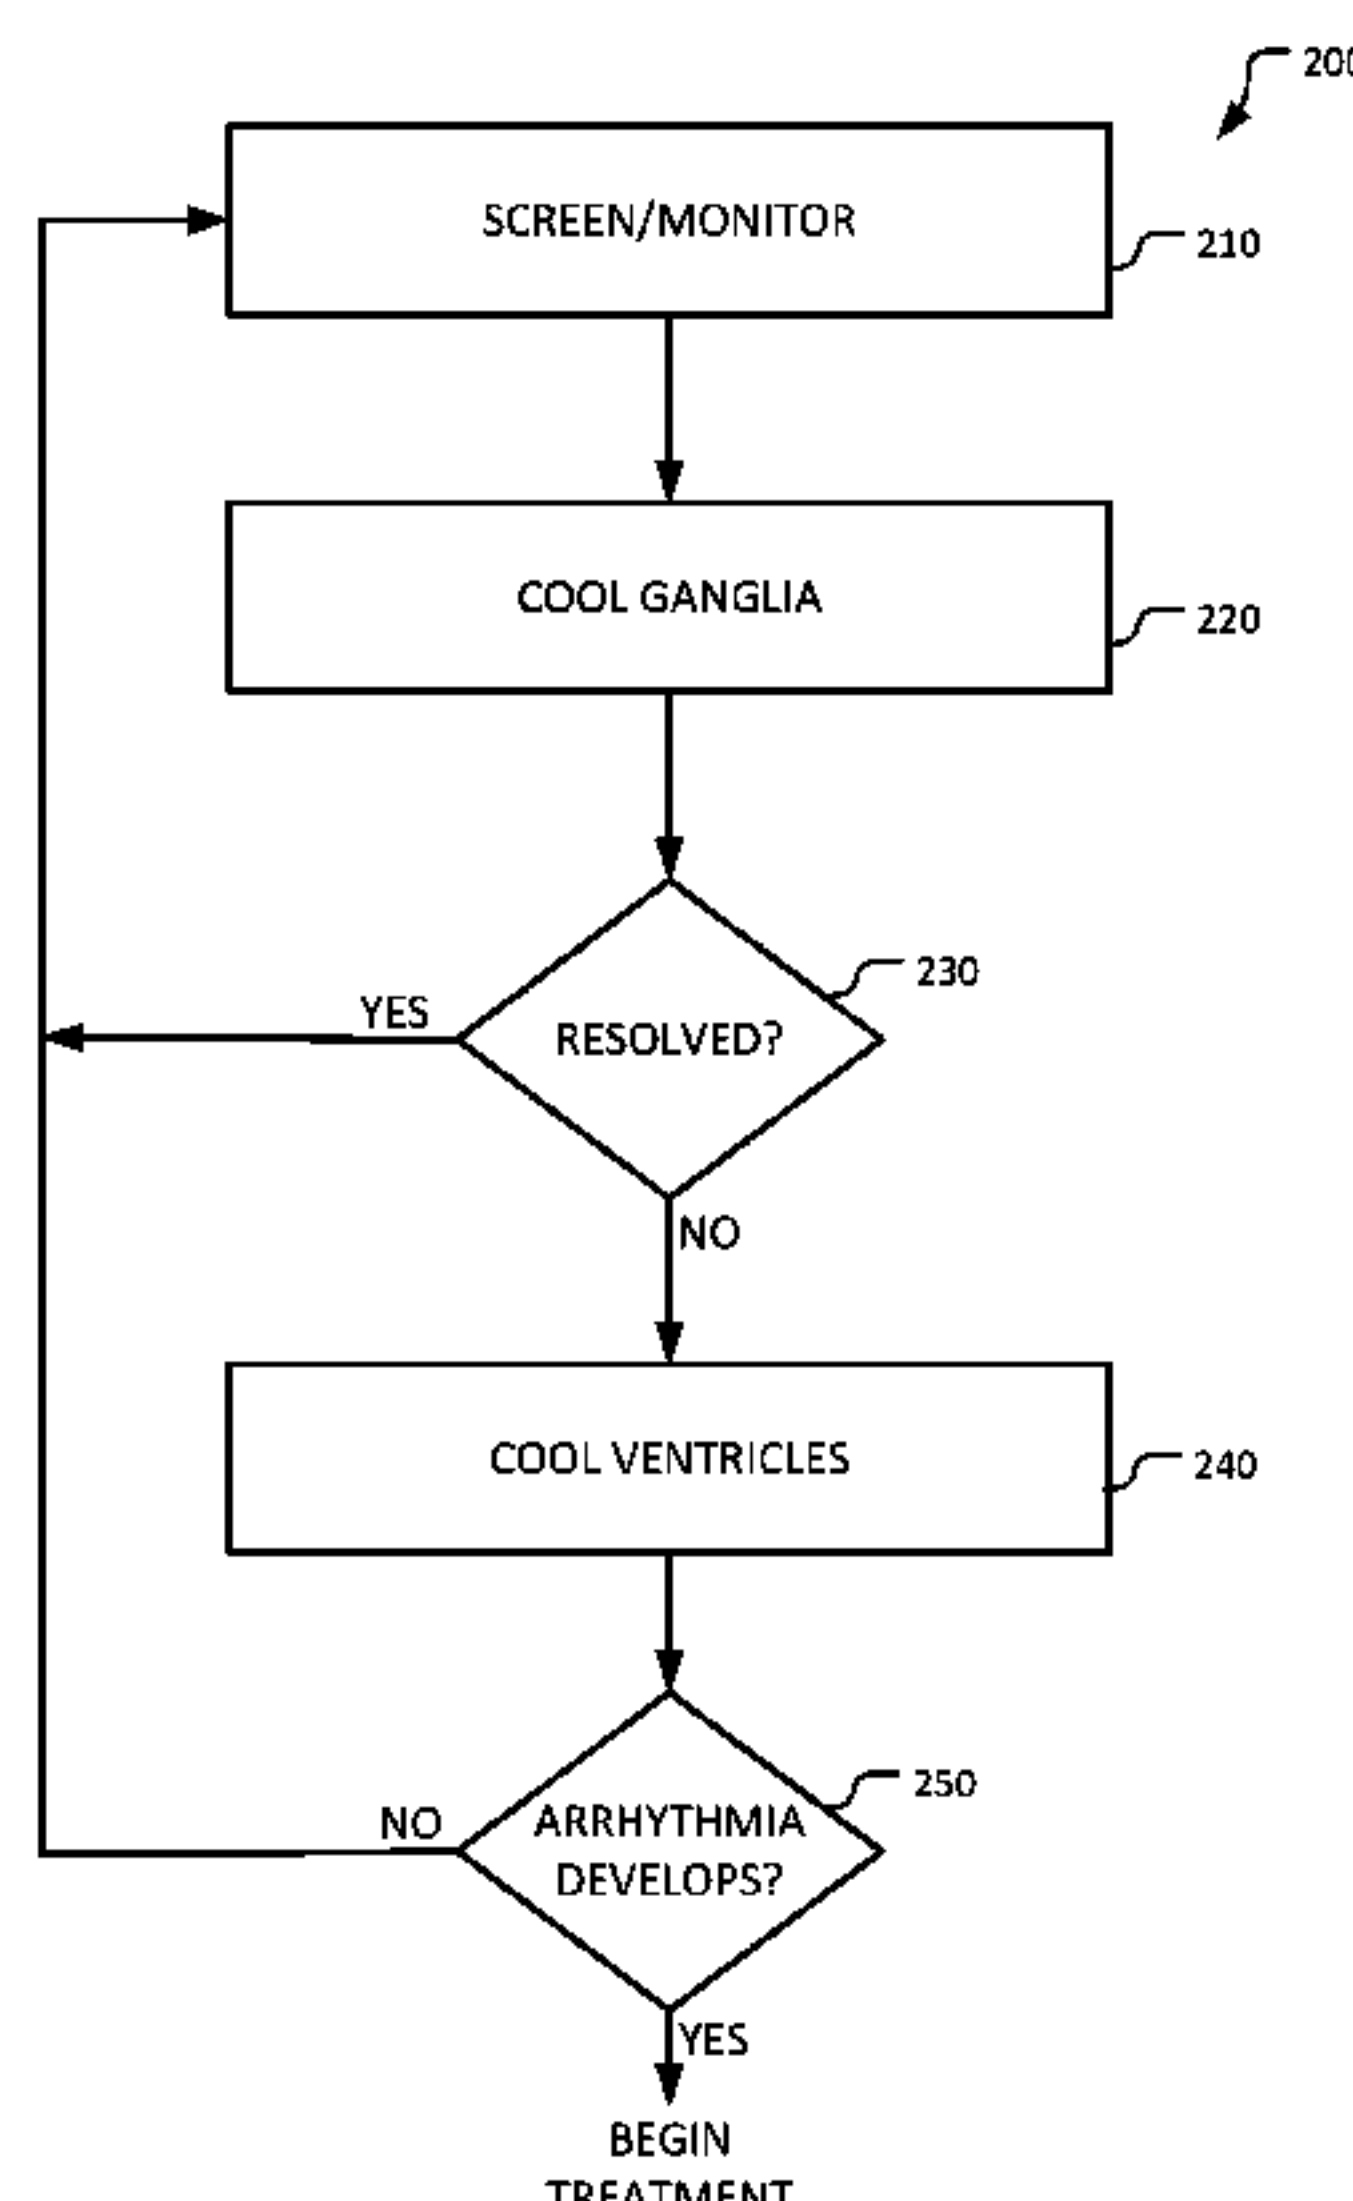 SCREEN/MONITOR
210
COOL GANGLIA
220
230
YES
RESOLVED?
NO
COOL VENTRICLES
240
250
NO
ARRHYTHMIA
DEVELOPS?
YES
BEGIN
TREATMENT